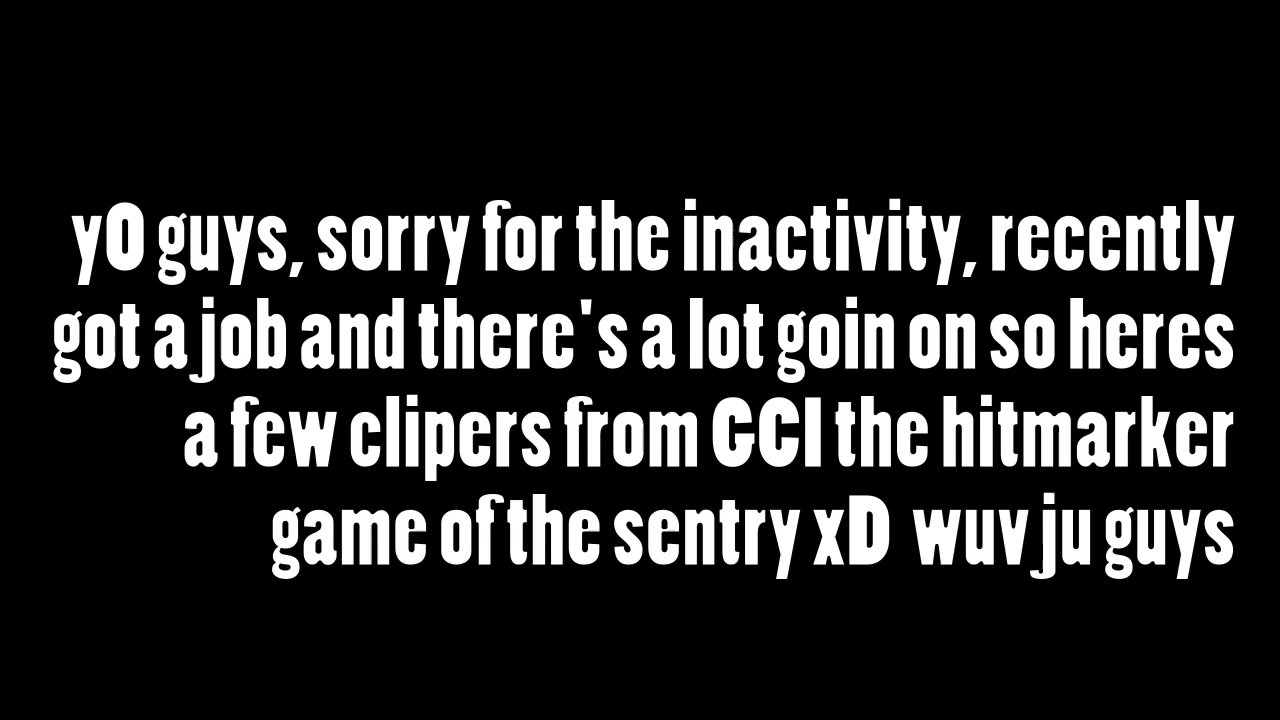 yO guys, sorry for the inactivity, recently
got a job and there's a lot goin on so heres
a few clipers from GCI the hitmarker
game of the sentry xD wuv ju guys